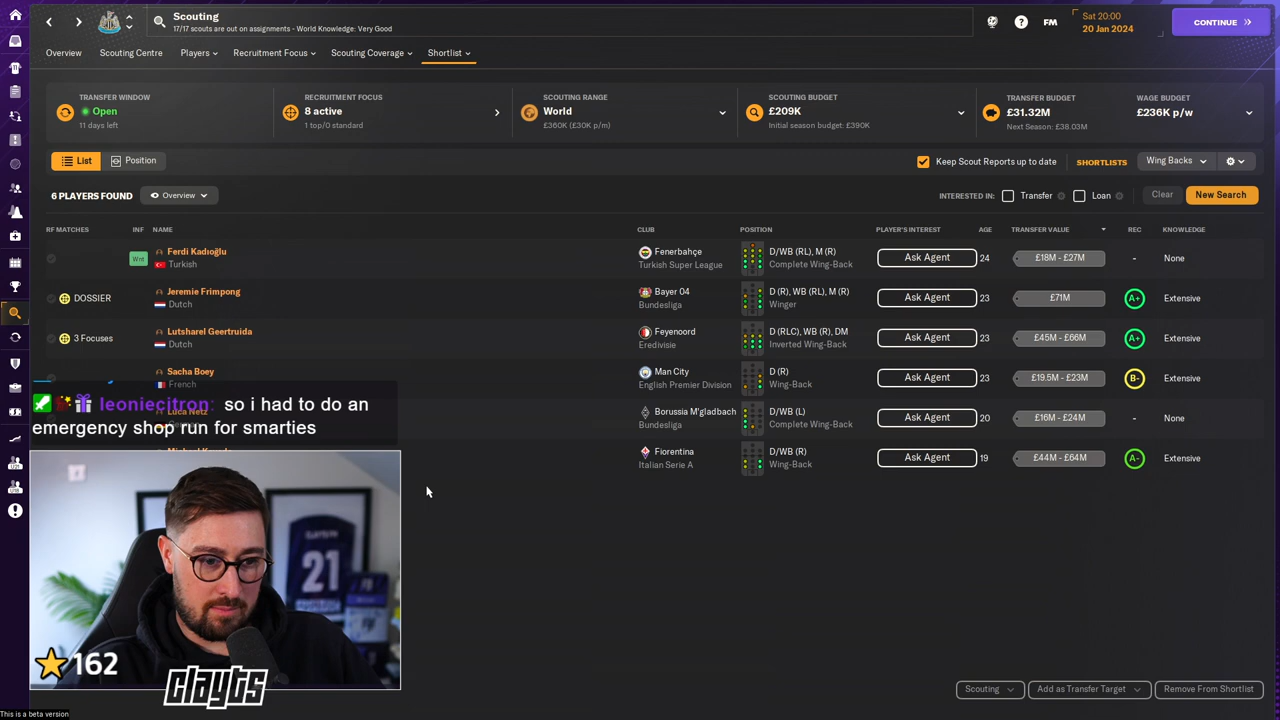 Scouting
17/17 scouts are out on assignments - World Knowledge: Very Good
FM
Sat 20:00
20 Jan 2024
CONTINUE
Overview
Scouting Centre
Players
Recruitment Focus
Scouting Coverage
Shortlist
TRANSFER WINDOW
Open
11 days left
RECRUITMENT FOCUS
8 active
1 top/0 standard
SCOUTING RANGE
World
£360K (£30K p/m)
SCOUTING BUDGET
£209K
Initial season budget: £390K
TRANSFER BUDGET
£31.32M
Next Season: £38.03M
WAGE BUDGET
£236K p/w
List
Position
Keep Scout Reports up to date
SHORTLISTS
Wing Backs
6 PLAYERS FOUND
Overview
INTERESTED IN:
Transfer
Loan
Clear
New Search
RF MATCHES INF NAME CLUB POSITION PLAYER'S INTEREST AGE TRANSFER VALUE REC KNOWLEDGE
Wnt Ferdi Kadıoğlu Fenerbahçe D/WB (RL), M (R) Ask Agent 24 £18M - £27M - None
Turkish Turkish Super League Complete Wing-Back
DOSSIER Jeremie Frimpong Bayer 04 D (R), WB (RL), M (R) Ask Agent 23 £71M A+ Extensive
Dutch Bundesliga Winger
3 Focuses Lutsharel Geertruida Feyenoord D (RLC), WB (R), DM Ask Agent 23 £45M - £66M A+ Extensive
Dutch Eredivisie Inverted Wing-Back
Sacha Boey Man City D (R) Ask Agent 23 £19.5M - £23M B- Extensive
French English Premier Division Wing-Back
Luca Netz Borussia M'gladbach D/WB (L) Ask Agent 20 £16M - £24M - None
Bundesliga Complete Wing-Back
Fiorentina D/WB (R) Ask Agent 19 £44M - £64M A- Extensive
Italian Serie A Wing-Back
leoniecitron: so i had to do an
emergency shop run for smarties
21
162
clayts
Scouting
Add as Transfer Target
Remove From Shortlist
This is a beta version